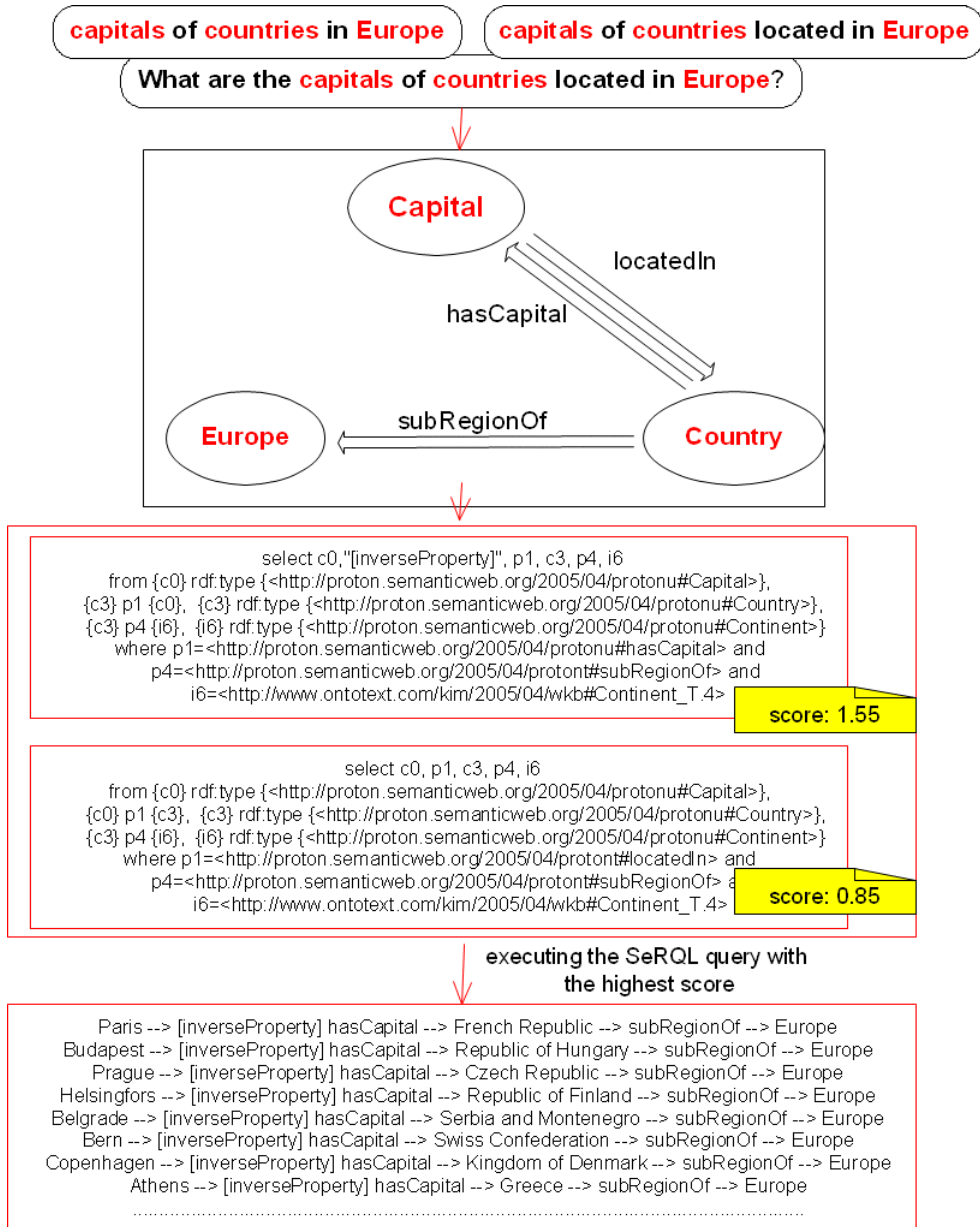 capitals of countries in Europe
capitals of countries located in Europe
What are the capitals of countries located in Europe?
Capital
locatedIn
hasCapital
subRegionOf
Europe
Country
select c0,"[inverseProperty]", p1, c3, p4, i6
from {c0} rdf:type {<http://proton.semanticweb.org/2005/04/protonu#Capital>},
{c3} p1 {c0}, {c3} rdf:type {<http://proton.semanticweb.org/2005/04/protonu#Country>},
{c3} p4 {i6}, {i6} rdf:type {<http://proton.semanticweb.org/2005/04/protonu#Continent>}
where p1=<http://proton.semanticweb.org/2005/04/protonu#hasCapital> and
p4=<http://proton.semanticweb.org/2005/04/protont#subRegionOf> and
i6=<http://www.ontotext.com/kim/2005/04/wkb#Continent_T.4>
score: 1.55
select c0, p1, c3, p4, i6
from {c0} rdf:type {<http://proton.semanticweb.org/2005/04/protonu#Capital>},
{c0} p1 {c3}, {c3} rdf:type {<http://proton.semanticweb.org/2005/04/protonu#Country>},
{c3} p4 {i6}, {i6} rdf:type {<http://proton.semanticweb.org/2005/04/protonu#Continent>}
where p1=<http://proton.semanticweb.org/2005/04/protont#locatedIn> and
p4=<http://proton.semanticweb.org/2005/04/protont#subRegionOf> a
i6=<http://www.ontotext.com/kim/2005/04/wkb#Continent_T.4>
score: 0.85
executing the SeRQL query with
the highest score
Paris --> [inverseProperty] hasCapital --> French Republic --> subRegionOf --> Europe
Budapest --> [inverseProperty] hasCapital --> Republic of Hungary --> subRegionOf --> Europe
Prague --> [inverseProperty] hasCapital --> Czech Republic --> subRegionOf --> Europe
Helsingfors --> [inverseProperty] hasCapital --> Republic of Finland --> subRegionOf --> Europe
Belgrade --> [inverseProperty] hasCapital --> Serbia and Montenegro --> subRegionOf --> Europe
Bern --> [inverseProperty] hasCapital --> Swiss Confederation --> subRegionOf --> Europe
Copenhagen --> [inverseProperty] hasCapital --> Kingdom of Denmark --> subRegionOf --> Europe
Athens --> [inverseProperty] hasCapital --> Greece --> subRegionOf --> Europe
................................................................................................................